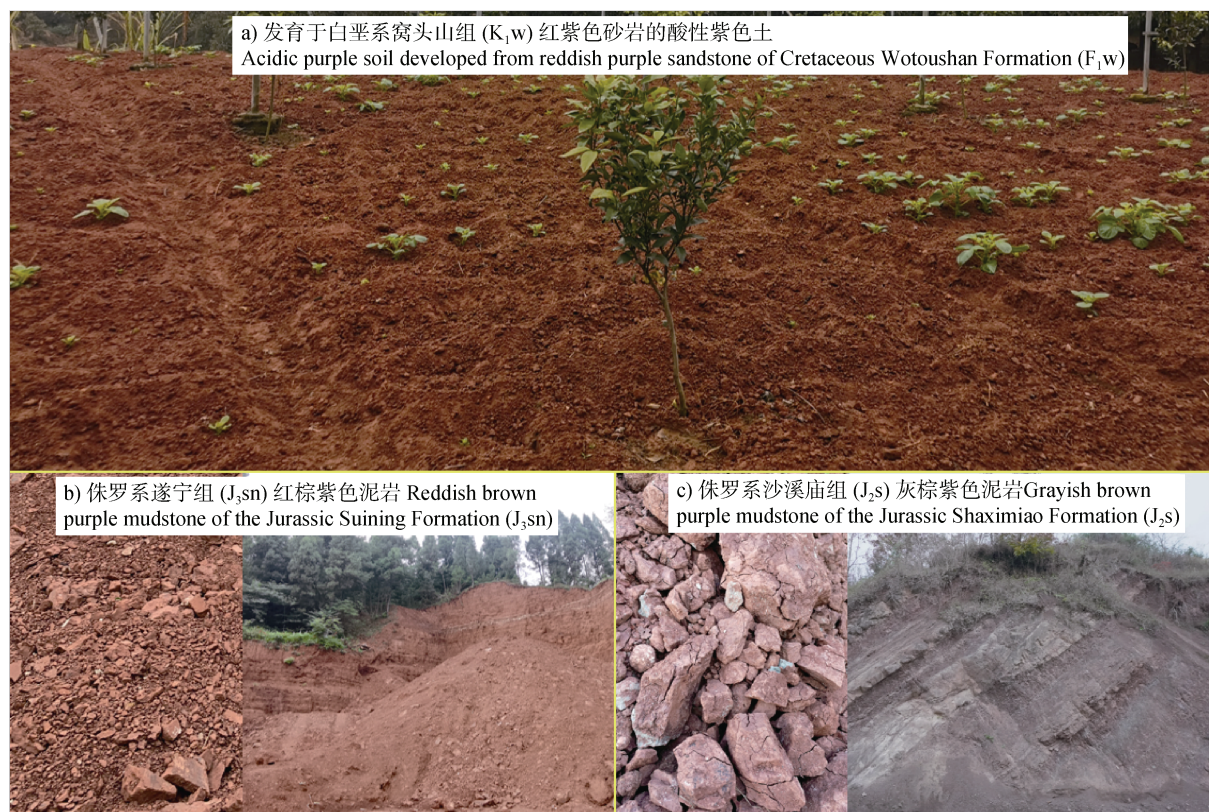 a) 发育于白垩系窝头山组 (K₁w) 红紫色砂岩的酸性紫色土
Acidic purple soil developed from reddish purple sandstone of Cretaceous Wotoushan Formation (F₁w)
b) 侏罗系遂宁组 (J₃sn) 红棕紫色泥岩 Reddish brown
purple mudstone of the Jurassic Suining Formation (J₃sn)
c) 侏罗系沙溪庙组 (J₂s) 灰棕紫色泥岩Grayish brown
purple mudstone of the Jurassic Shaximiao Formation (J₂s)